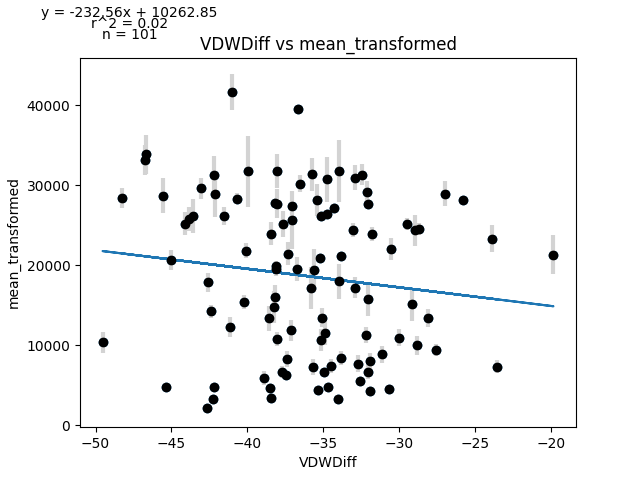 y = -232.56x + 10262.85
r^2 = 0.02
n = 101
VDWDiff vs mean_transformed
mean_transformed
40000
30000
20000
10000
0
−50
−45
−40
−35
−30
−25
−20
VDWDiff